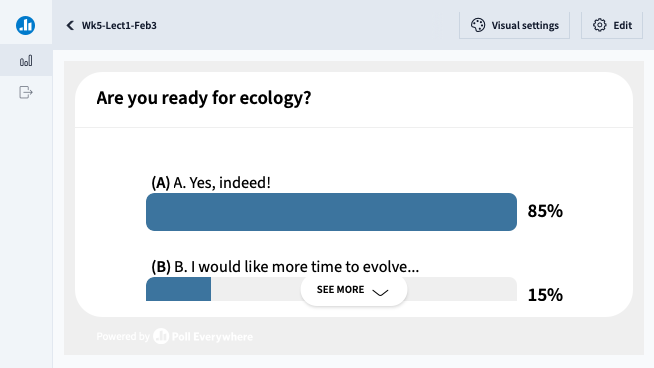 Wk5-Lect1-Feb3
Visual settings
Edit
Are you ready for ecology?
(A) A. Yes, indeed!
85%
(B) B. I would like more time to evolve...
15%
SEE MORE
Powered by Poll Everywhere